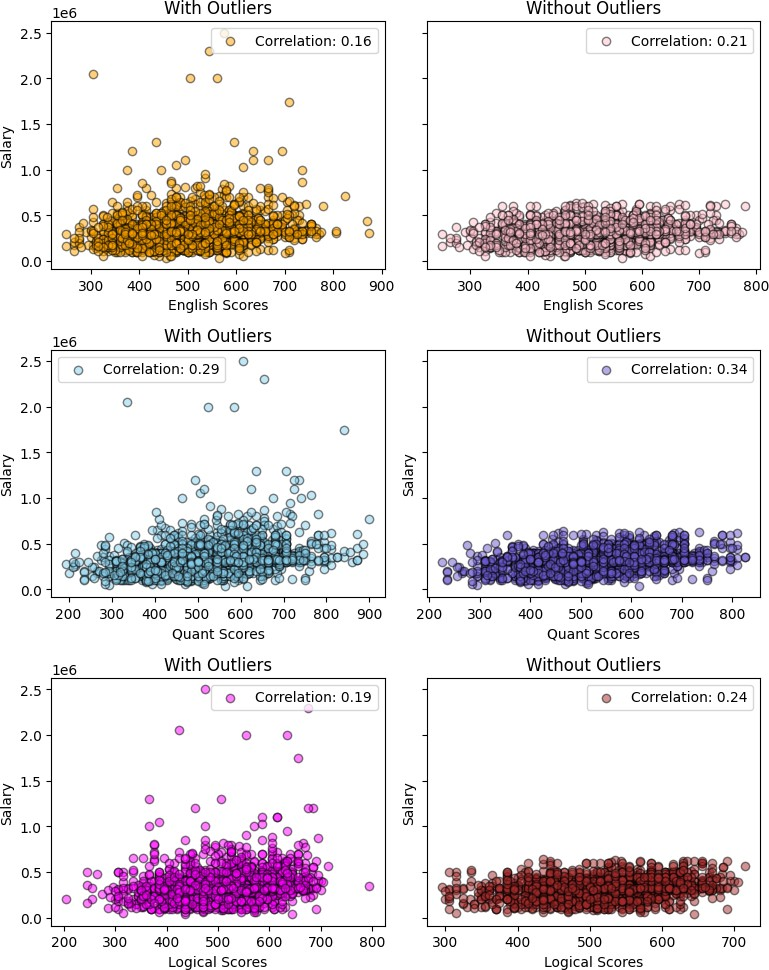 With Outliers
Without Outliers
1e6
Correlation: 0.16
Correlation: 0.21
2.5
2.0
1.5
1.0
0.5
0.0
Salary
300 400 500 600 700 800 900
300 400 500 600 700 800
English Scores
English Scores
With Outliers
Without Outliers
1e6
Correlation: 0.29
Correlation: 0.34
2.5
2.0
1.5
1.0
0.5
0.0
Salary
Salary
200 300 400 500 600 700 800 900
200 300 400 500 600 700 800
Quant Scores
Quant Scores
With Outliers
Without Outliers
1e6
Correlation: 0.19
Correlation: 0.24
2.5
2.0
1.5
1.0
0.5
0.0
Salary
Salary
200 300 400 500 600 700 800
300 400 500 600 700
Logical Scores
Logical Scores